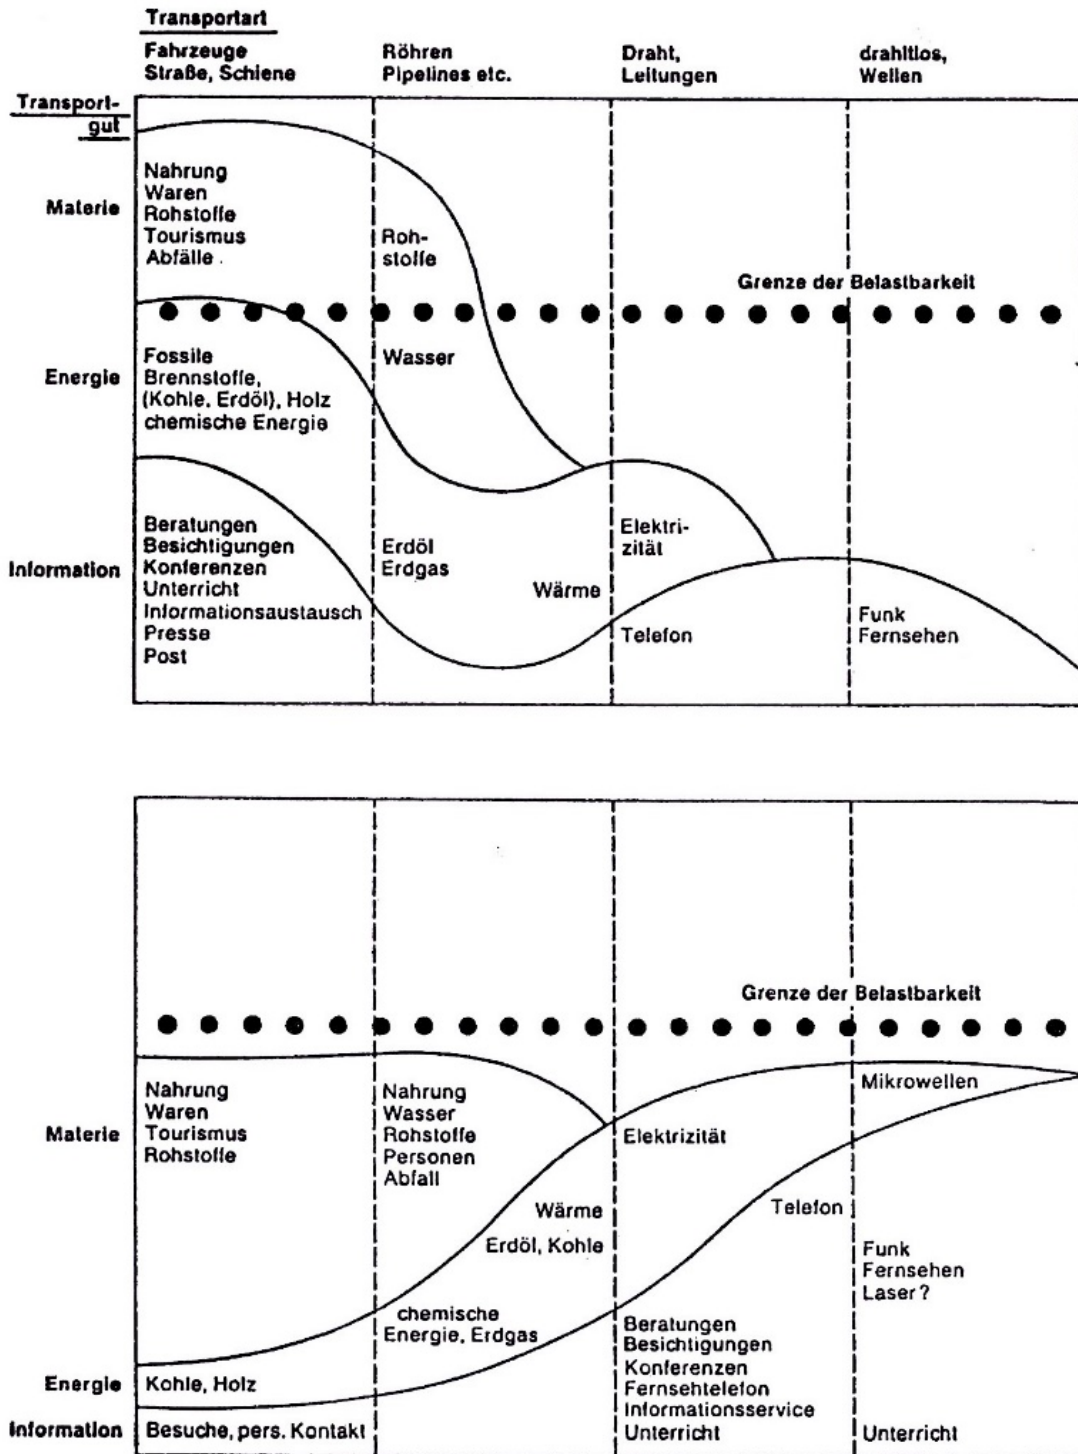 Transportart
Fahrzeuge
Straße, Schiene
Röhren
Pipelines etc.
Draht,
Leitungen
drahltlos,
Wellen
Transport-
gut
Materie
Nahrung
Waren
Rohstoffe
Tourismus
Abfälle
Roh-
stoffe
Grenze der Belastbarkeit
Energie
Fossile
Brennstoffe,
(Kohle, Erdöl), Holz
chemische Energie
Wasser
Information
Beratungen
Besichtigungen
Konferenzen
Unterricht
Informationsaustausch
Presse
Post
Erdöl
Erdgas
Wärme
Elektri-
zität
Telefon
Funk
Fernsehen
Grenze der Belastbarkeit
Materie
Nahrung
Waren
Tourismus
Rohstoffe
Nahrung
Wasser
Rohstoffe
Personen
Abfall
Elektrizität
Mikrowellen
Wärme
Erdöl, Kohle
Telefon
Funk
Fernsehen
Laser?
chemische
Energie, Erdgas
Energie
Kohle, Holz
Beratungen
Besichtigungen
Konferenzen
Fernsehtelefon
Informationsservice
Unterricht
Information
Besuche, pers. Kontakt
Unterricht